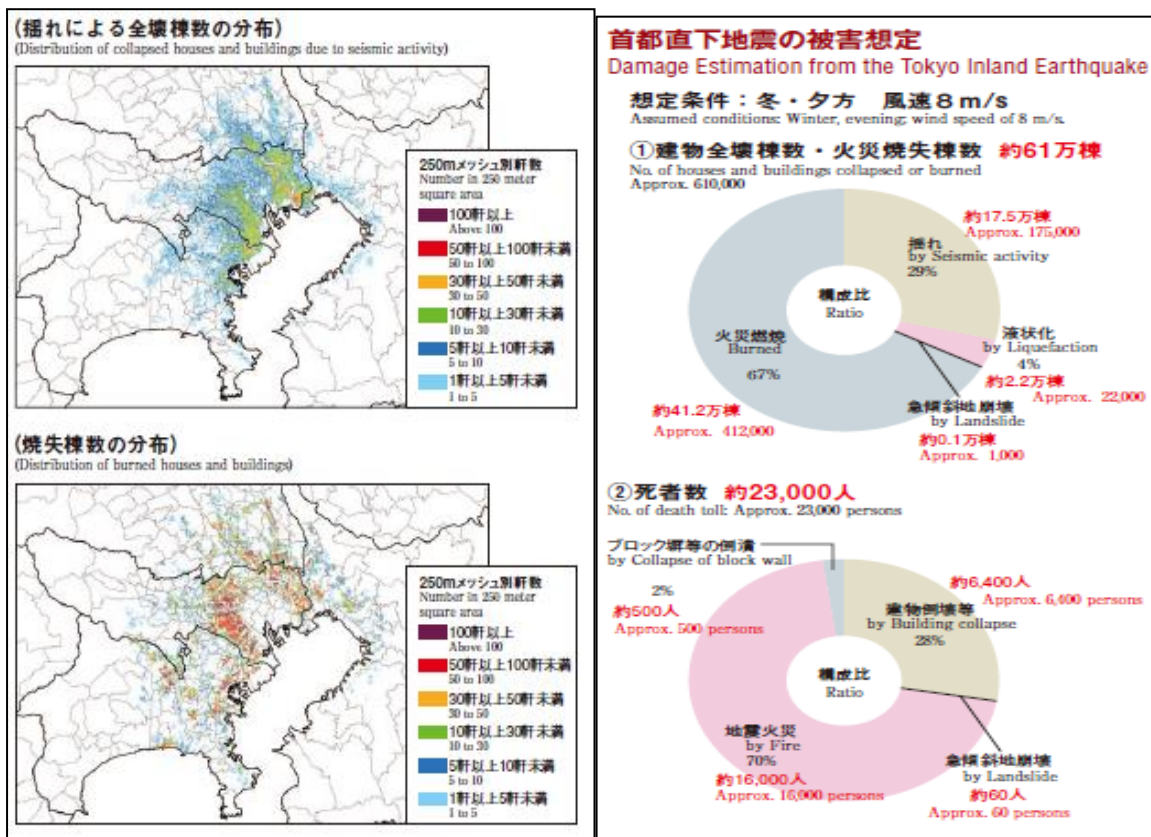 (揺れによる全壊棟数の分布)
(Distribution of collapsed houses and buildings due to seismic activity)
250mメッシュ別軒数
Number in 250 meter
square area
100軒以上
Above 100
50軒以上100軒未満
50 to 100
30軒以上50軒未満
30 to 50
10軒以上30軒未満
10 to 30
5軒以上10軒未満
5 to 10
1軒以上5軒未満
1 to 5
(焼失棟数の分布)
(Distribution of burned houses and buildings)
250mメッシュ別軒数
Number in 250 meter
square area
100軒以上
Above 100
50軒以上100軒未満
50 to 100
30軒以上50軒未満
30 to 50
10軒以上30軒未満
10 to 30
5軒以上10軒未満
5 to 10
1軒以上5軒未満
1 to 5
首都直下地震の被害想定
Damage Estimation from the Tokyo Inland Earthquake
想定条件：冬・夕方 風速8m/s
Assumed conditions: Winter, evening; wind speed of 8 m/s.
①建物全壊棟数・火災焼失棟数 約61万棟
No. of houses and buildings collapsed or burned
Approx. 610,000
約17.5万棟
Approx. 175,000
揺れ
by Seismic activity
29%
構成比
Ratio
火災燃焼
Burned
67%
液状化
by Liquefaction
4%
約2.2万棟
Approx. 22,000
約41.2万棟
Approx. 412,000
急傾斜地崩壊
by Landslide
約0.1万棟
Approx. 1,000
②死者数 約23,000人
No. of death toll: Approx. 23,000 persons
ブロック塀等の倒潰
by Collapse of block wall
2%
約500人
Approx. 500 persons
約6,400人
Approx. 6,400 persons
建物倒壊等
by Building collapse
28%
構成比
Ratio
地震火災
by Fire
70%
約16,000人
Approx. 16,000 persons
急傾斜地崩壊
by Landslide
約60人
Approx. 60 persons